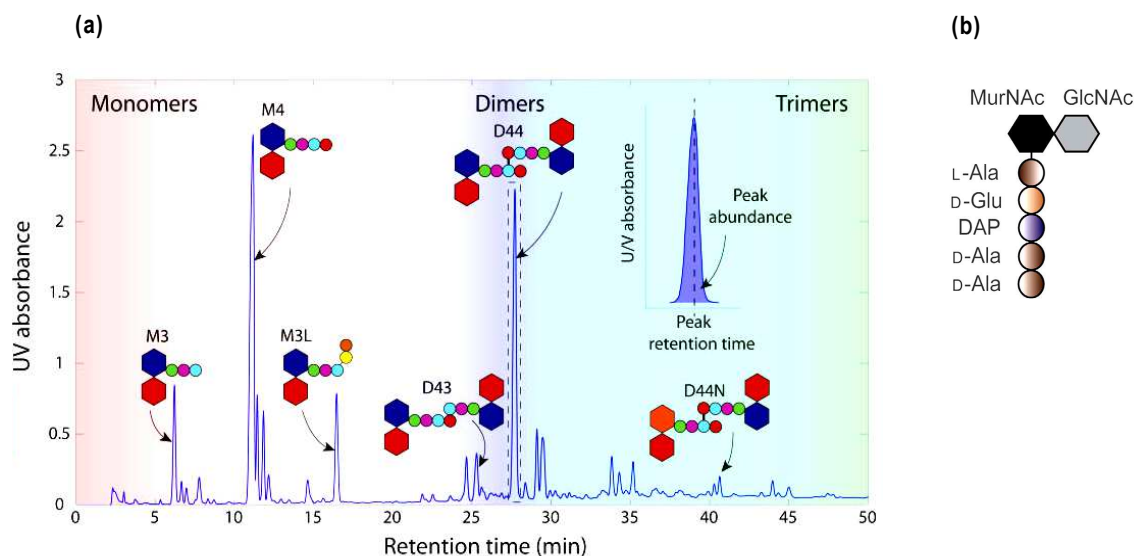 (a)
(b)
Monomers
Dimers
Trimers
M4
D44
M3
M3L
D43
D44N
U/V absorbance
Peak
abundance
Peak
retention time
UV absorbance
3
2.5
2
1.5
1
0.5
0
0
5
10
15
20
25
30
35
40
45
50
Retention time (min)
MurNAc GlcNAc
L-Ala
D-Glu
DAP
D-Ala
D-Ala